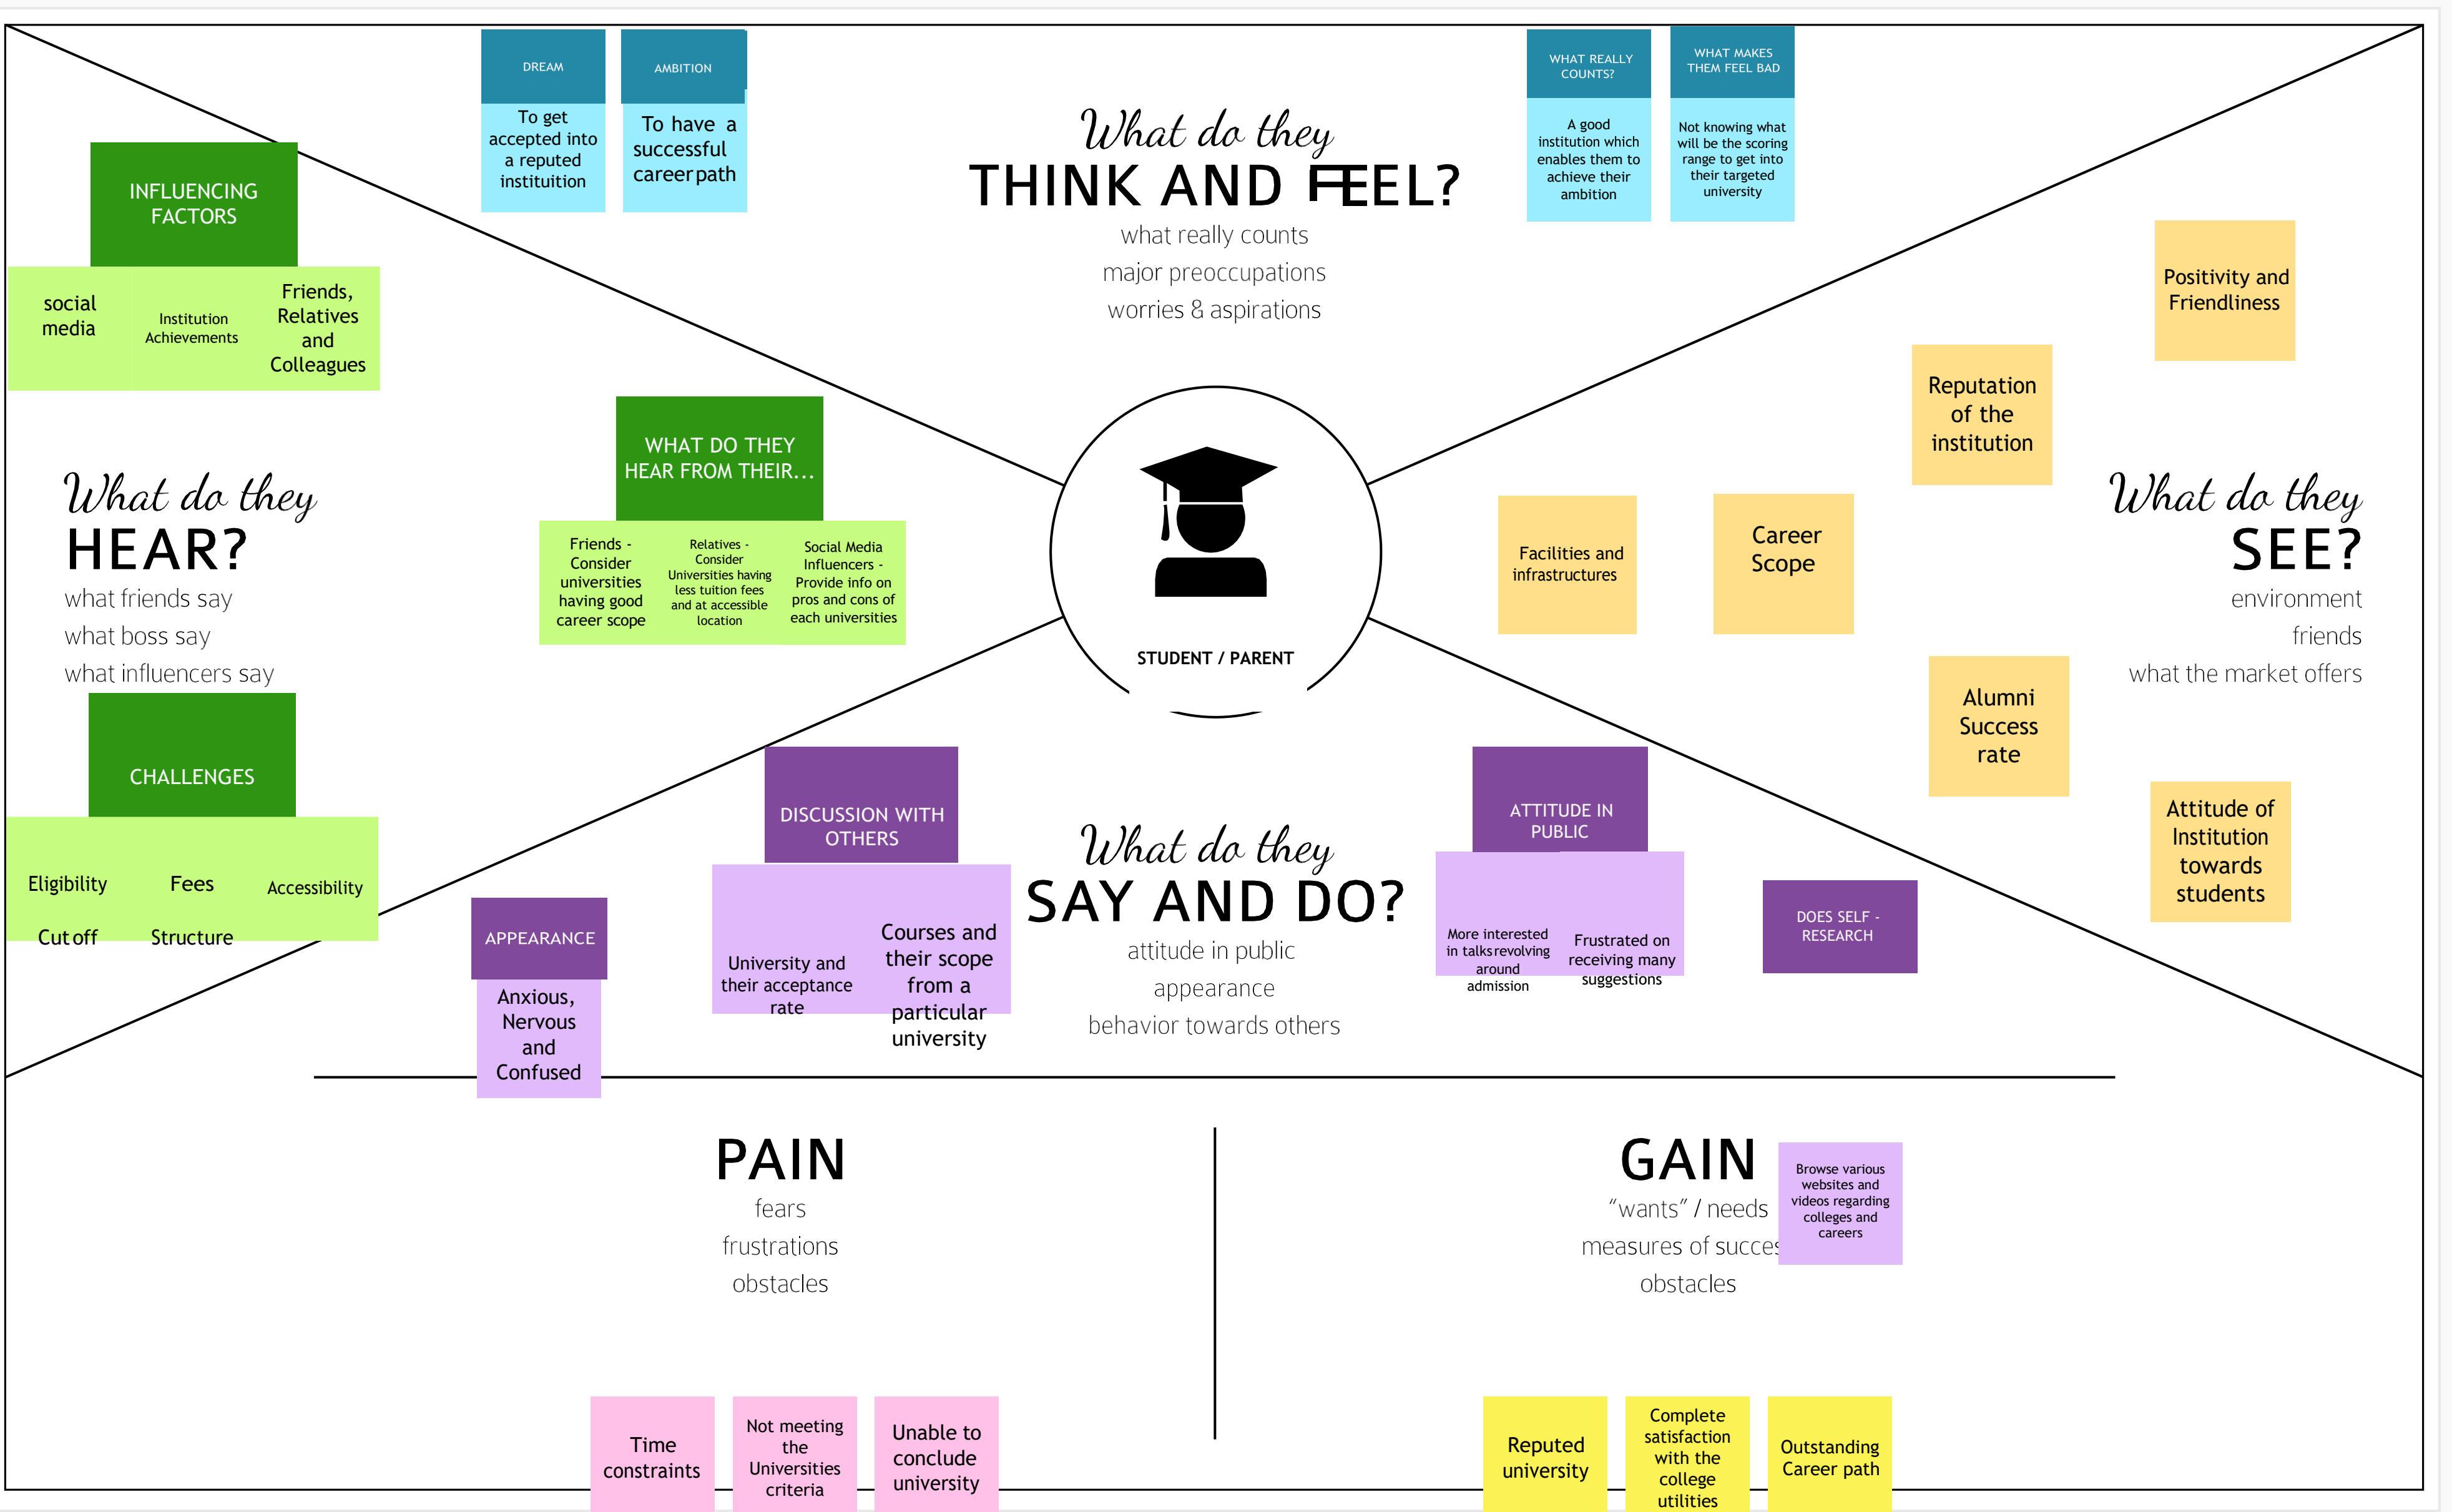 DREAM
To get
accepted into
a reputed
instituition
AMBITION
To have a
successful
career path
What do they
THINK AND FEEL?
what really counts
major preoccupations
worries & aspirations
WHAT REALLY
COUNTS?
A good
institution which
enables them to
achieve their
ambition
WHAT MAKES
THEM FEEL BAD
Not knowing what
will be the scoring
range to get into
their targeted
university
INFLUENCING
FACTORS
social
media
Institution
Achievements
Friends,
Relatives
and
Colleagues
What do they
HEAR?
what friends say
what boss say
what influencers say
WHAT DO THEY
HEAR FROM THEIR...
Friends -
Consider
universities
having good
career scope
Relatives -
Consider
Universities having
less tuition fees
and at accessible
location
Social Media
Influencers -
Provide info on
pros and cons of
each universities
CHALLENGES
Eligibility
Cut off
Fees
Structure
Accessibility
STUDENT / PARENT
Positivity and
Friendliness
Reputation
of the
institution
Facilities and
infrastructures
Career
Scope
What do they
SEE?
environment
friends
what the market offers
Alumni
Success
rate
Attitude of
Institution
towards
students
APPEARANCE
Anxious,
Nervous
and
Confused
DISCUSSION WITH
OTHERS
University and
their acceptance
rate
Courses and
their scope
from a
particular
university
What do they
SAY AND DO?
attitude in public
appearance
behavior towards others
ATTITUDE IN
PUBLIC
More interested
in talks revolving
around
admission
Frustrated on
receiving many
suggestions
DOES SELF -
RESEARCH
PAIN
fears
frustrations
obstacles
Time
constraints
Not meeting
the
Universities
criteria
Unable to
conclude
university
GAIN
“wants” / needs
measures of succes
obstacles
Browse various
websites and
videos regarding
colleges and
careers
Reputed
university
Complete
satisfaction
with the
college
utilities
Outstanding
Career path